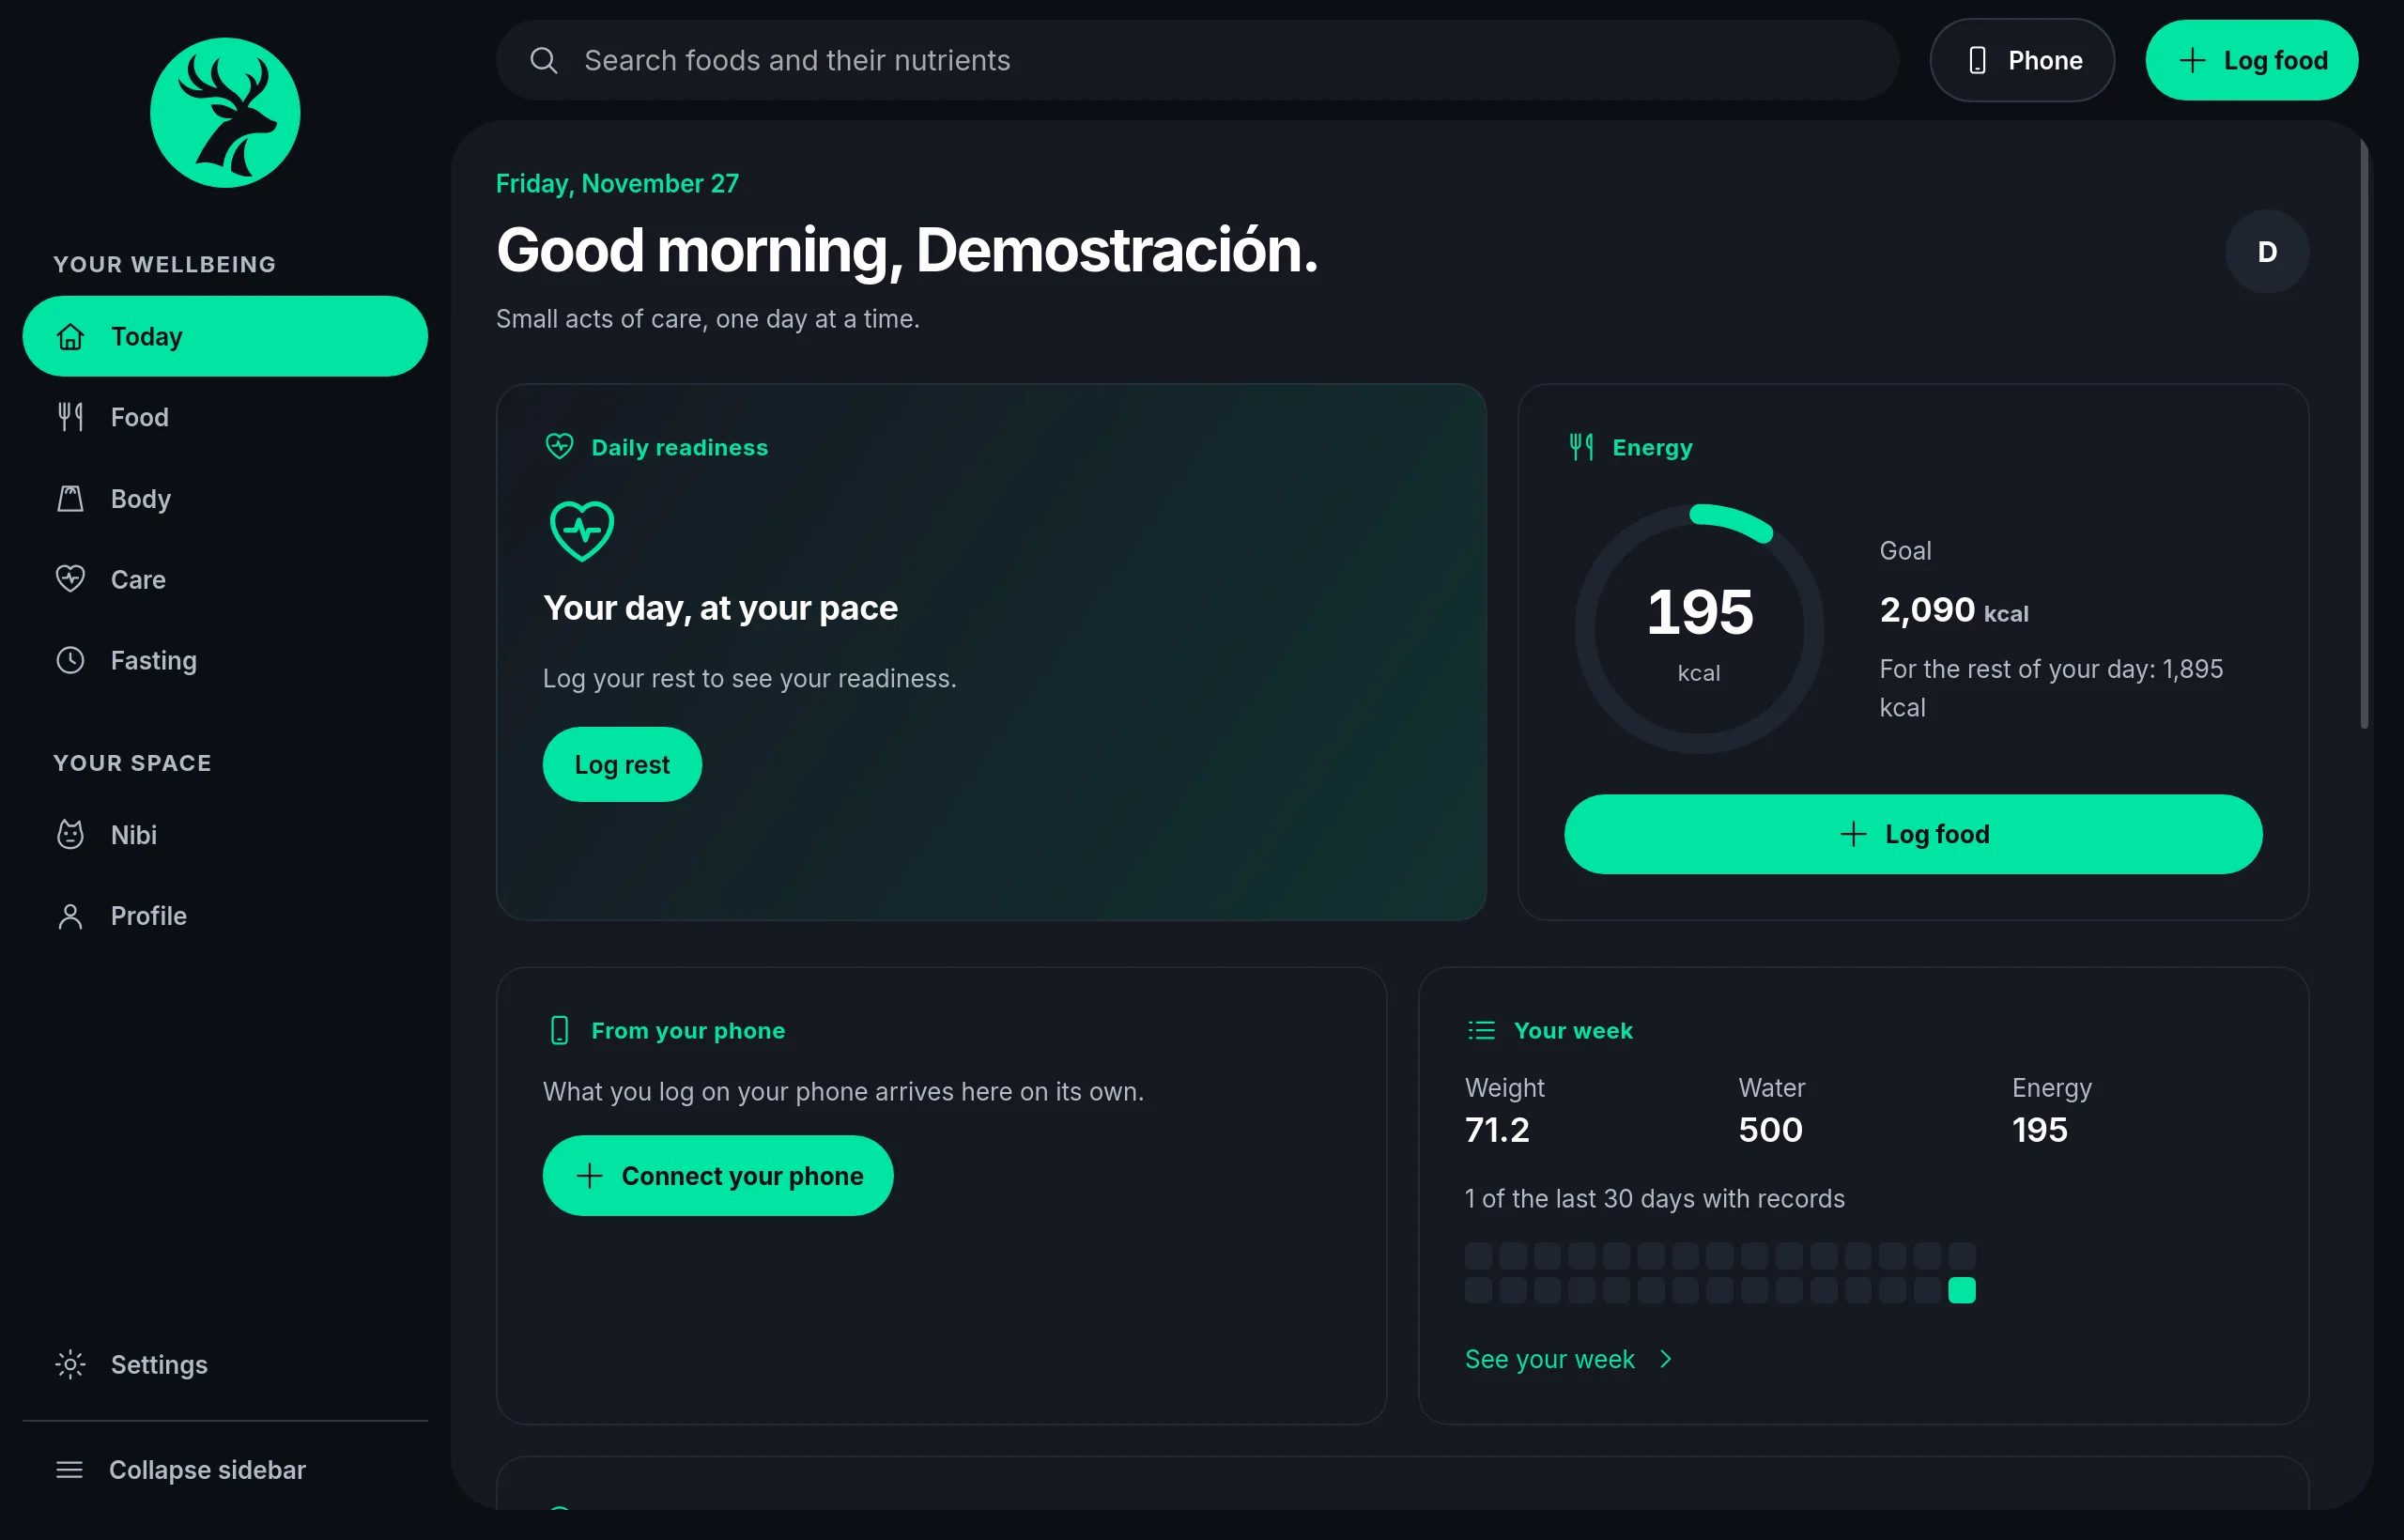 Search foods and their nutrients
Phone
Log food
YOUR WELLBEING
Today
Food
Body
Care
Fasting
YOUR SPACE
Nibi
Profile
Settings
Collapse sidebar
Friday, November 27
Good morning, Demostración.
D
Small acts of care, one day at a time.
Daily readiness
Your day, at your pace
Log your rest to see your readiness.
Log rest
Energy
195
kcal
Goal
2,090 kcal
For the rest of your day: 1,895
kcal
Log food
From your phone
What you log on your phone arrives here on its own.
Connect your phone
Your week
Weight Water Energy
71.2 500 195
1 of the last 30 days with records
See your week